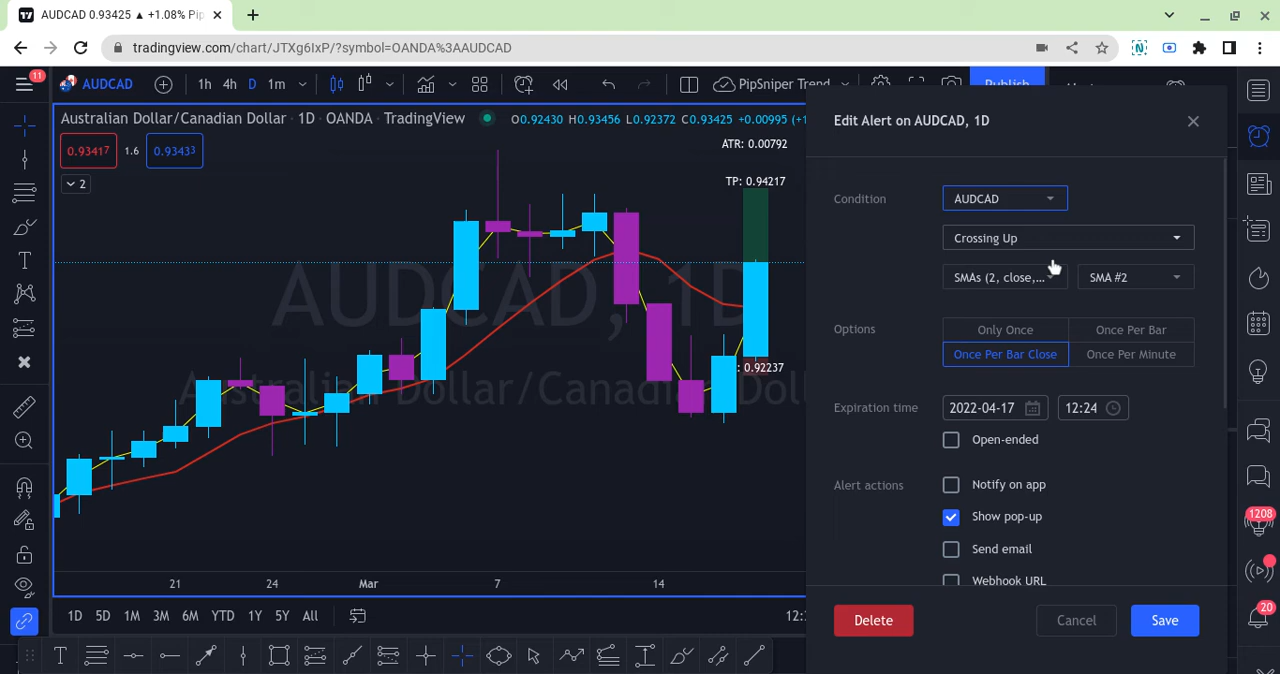 AUDCAD 0.93425 ▲ +1.08% Pip
tradingview.com/chart/JTXg6IxP/?symbol=OANDA%3AAUDCAD
11
AUDCAD
1h 4h D 1m
PipSniper Trend
Publish
Australian Dollar/Canadian Dollar · 1D · OANDA · TradingView
O0.92430 H0.93456 L0.92372 C0.93425 +0.00995 (+1
0.93417 1.6 0.93433
2
ATR: 0.00792
TP: 0.94217
: 0.92237
AUDCAD, 1D
Australian Dollar/Canadian Doll
21 24 Mar 7 14
1D 5D 1M 3M 6M YTD 1Y 5Y All
12:
Edit Alert on AUDCAD, 1D
Condition
AUDCAD
Crossing Up
SMAs (2, close,...
SMA #2
Options
Only Once
Once Per Bar
Once Per Bar Close
Once Per Minute
Expiration time
2022-04-17
12:24
Open-ended
Alert actions
Notify on app
Show pop-up
Send email
Webhook URL
Delete
Cancel
Save
1208
20